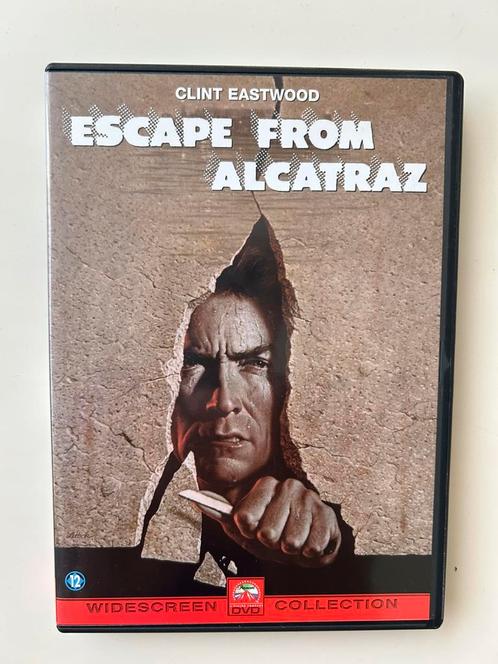 CLINT EASTWOOD
ESCAPE FROM
ALCATRAZ
12
WIDESCREEN DVD COLLECTION